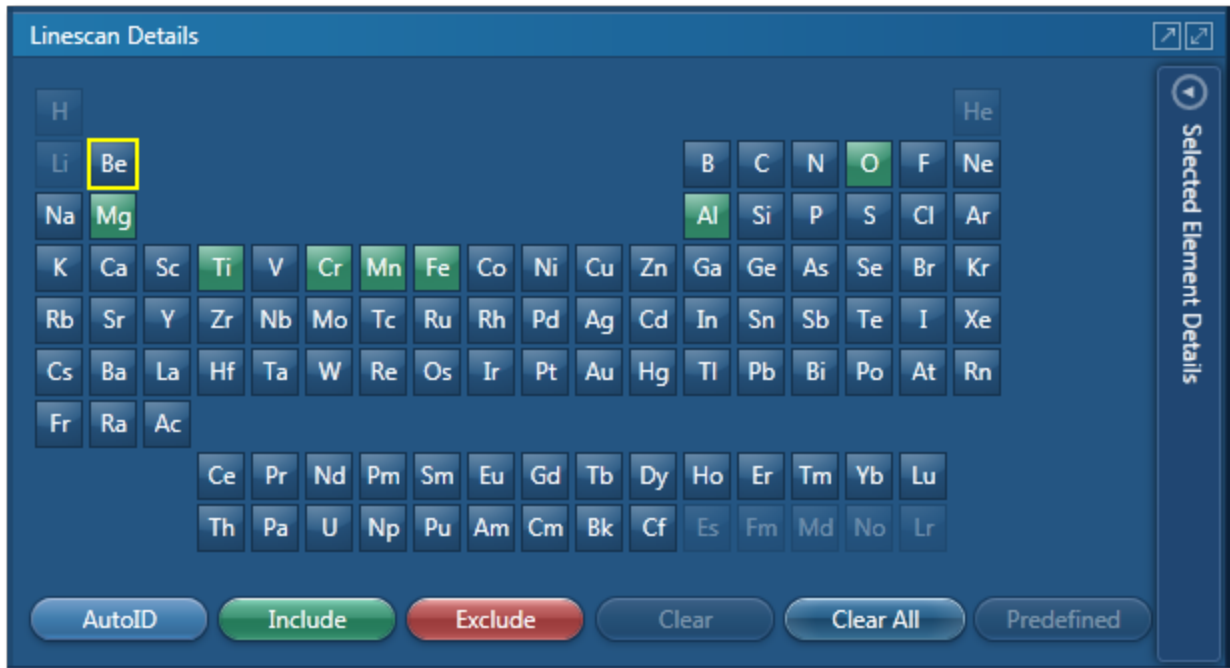 Linescan Details
H He
Li Be B C N O F Ne
Na Mg Al Si P S Cl Ar
K Ca Sc Ti V Cr Mn Fe Co Ni Cu Zn Ga Ge As Se Br Kr
Rb Sr Y Zr Nb Mo Tc Ru Rh Pd Ag Cd In Sn Sb Te I Xe
Cs Ba La Hf Ta W Re Os Ir Pt Au Hg Tl Pb Bi Po At Rn
Fr Ra Ac
Ce Pr Nd Pm Sm Eu Gd Tb Dy Ho Er Tm Yb Lu
Th Pa U Np Pu Am Cm Bk Cf Es Fm Md No Lr
AutoID Include Exclude Clear Clear All Predefined
Selected Element Details